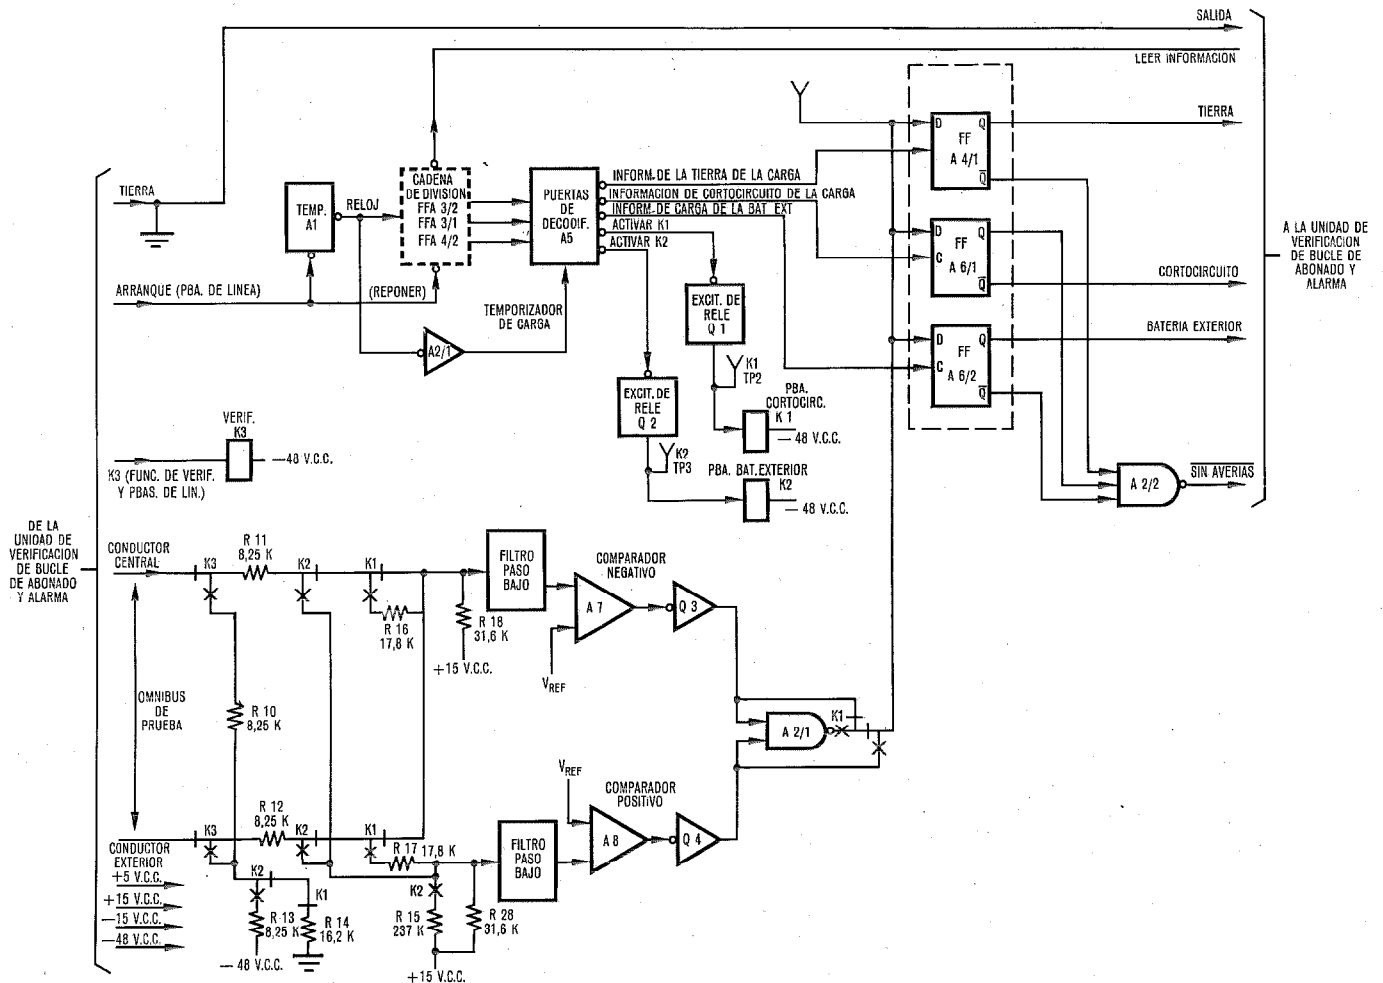 SALIDA
LEER INFORMACION
TIERRA
D Q
FF
A 4/1
Q
TIERRA
TEMP.
A1
RELOJ
CADENA
DE DIVISION
FFA 3/2
FFA 3/1
FFA 4/2
PUERTAS
DE
DECODIF.
A5
INFORM. DE LA TIERRA DE LA CARGA
INFORMACION DE CORTOCIRCUITO DE LA CARGA
INFORM. DE CARGA DE LA BAT. EXT
ACTIVAR K1
ACTIVAR K2
D Q
FF
C
A 6/1
Q
CORTOCIRCUITO
A LA UNIDAD DE
VERIFICACION
DE BUCLE DE
ABONADO Y
ALARMA
ARRANQUE (PBA. DE LINEA)
(REPONER)
TEMPORIZADOR
DE CARGA
EXCIT. DE
RELE
Q 1
BATERIA EXTERIOR
D Q
FF
C
A 6/2
Q
A2/1
K1
TP2
EXCIT. DE
RELE
Q 2
PBA.
CORTOCIRC.
K 1
— 48 V.C.C.
VERIF.
K3
—48 V.C.C.
K3 (FUNC. DE VERIF.
Y PBAS. DE LIN.)
K2
TP3
PBA. BAT. EXTERIOR
K2
— 48 V.C.C.
A 2/2
SIN AVERIAS
DE LA
UNIDAD DE
VERIFICACION
DE BUCLE
DE ABONADO
Y ALARMA
CONDUCTOR
CENTRAL
K3
R 11
8,25 K
K2
K1
R 16
17,8 K
R 18
31,6 K
+15 V.C.C.
FILTRO
PASO
BAJO
COMPARADOR
NEGATIVO
A 7
Q 3
VREF
OMNIBUS
DE
PRUEBA
R 10
8,25 K
A 2/1
K1
VREF
COMPARADOR
POSITIVO
A 8
Q 4
FILTRO
PASO
BAJO
K3
R 12
8,25 K
K2
K1
R 17 17,8 K
CONDUCTOR
EXTERIOR
+5 V.C.C.
+15 V.C.C.
—15 V.C.C.
—48 V.C.C.
K2
R 13
8,25 K
— 48 V.C.C.
K1
R 14
16,2 K
K2
R 15
237 K
R 28
31,6 K
+15 V.C.C.